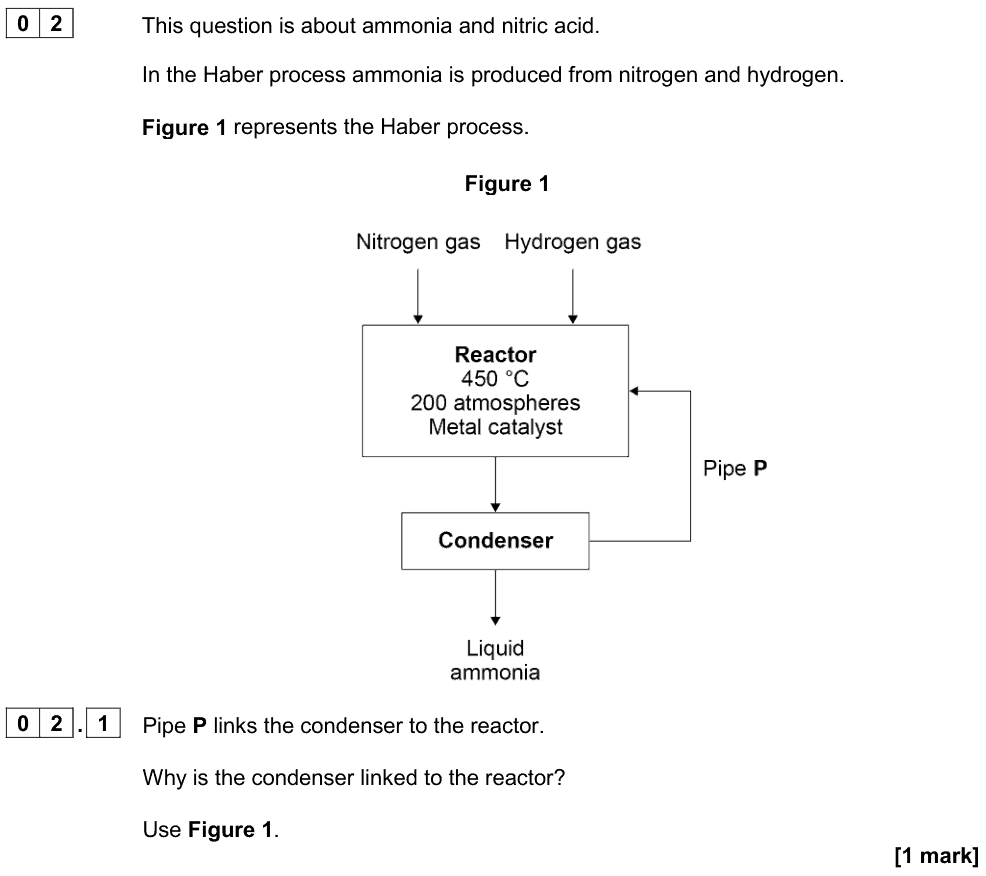 0 2 This question is about ammonia and nitric acid.
In the Haber process ammonia is produced from nitrogen and hydrogen.
Figure 1 represents the Haber process.
Figure 1
Nitrogen gas Hydrogen gas
Reactor
450 °C
200 atmospheres
Metal catalyst
Pipe P
Condenser
Liquid
ammonia
0 2 . 1 Pipe P links the condenser to the reactor.
Why is the condenser linked to the reactor?
Use Figure 1.
[1 mark]